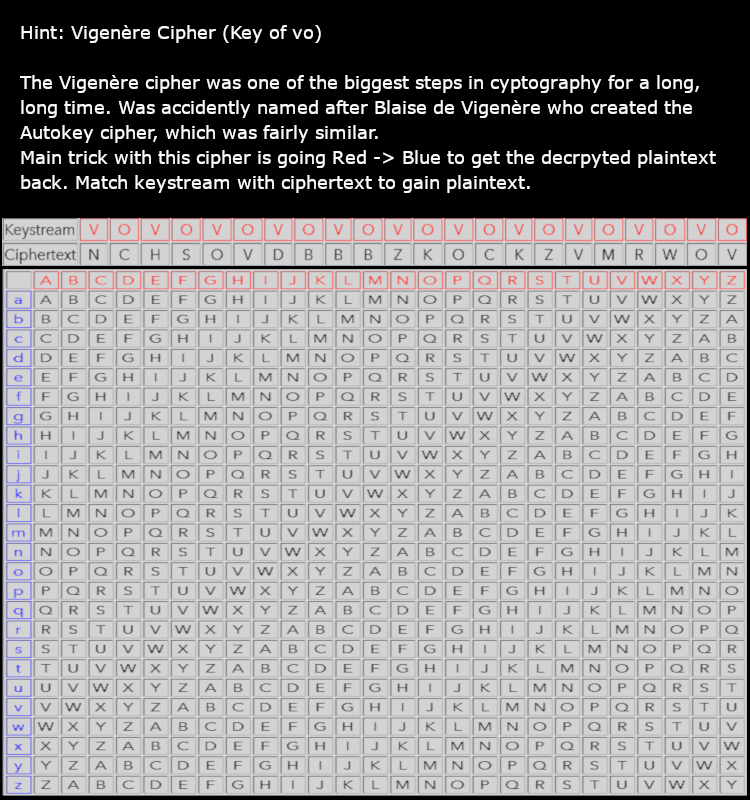 Hint: Vigenère Cipher (Key of vo)
The Vigenère cipher was one of the biggest steps in cyptography for a long,
long time. Was accidently named after Blaise de Vigenère who created the
Autokey cipher, which was fairly similar.
Main trick with this cipher is going Red -> Blue to get the decrpyted plaintext
back. Match keystream with ciphertext to gain plaintext.
Keystream V O V O V O V O V O V O V O V O V O V O V O
Ciphertext N C H S O V D B B B Z K O C K Z V M R W O V
A B C D E F G H I J K L M N O P Q R S T U V W X Y Z
a A B C D E F G H I J K L M N O P Q R S T U V W X Y Z
b B C D E F G H I J K L M N O P Q R S T U V W X Y Z A
c C D E F G H I J K L M N O P Q R S T U V W X Y Z A B
d D E F G H I J K L M N O P Q R S T U V W X Y Z A B C
e E F G H I J K L M N O P Q R S T U V W X Y Z A B C D
f F G H I J K L M N O P Q R S T U V W X Y Z A B C D E
g G H I J K L M N O P Q R S T U V W X Y Z A B C D E F
h H I J K L M N O P Q R S T U V W X Y Z A B C D E F G
i I J K L M N O P Q R S T U V W X Y Z A B C D E F G H
j J K L M N O P Q R S T U V W X Y Z A B C D E F G H I
k K L M N O P Q R S T U V W X Y Z A B C D E F G H I J
l L M N O P Q R S T U V W X Y Z A B C D E F G H I J K
m M N O P Q R S T U V W X Y Z A B C D E F G H I J K L
n N O P Q R S T U V W X Y Z A B C D E F G H I J K L M
o O P Q R S T U V W X Y Z A B C D E F G H I J K L M N
p P Q R S T U V W X Y Z A B C D E F G H I J K L M N O
q Q R S T U V W X Y Z A B C D E F G H I J K L M N O P
r R S T U V W X Y Z A B C D E F G H I J K L M N O P Q
s S T U V W X Y Z A B C D E F G H I J K L M N O P Q R
t T U V W X Y Z A B C D E F G H I J K L M N O P Q R S
u U V W X Y Z A B C D E F G H I J K L M N O P Q R S T
v V W X Y Z A B C D E F G H I J K L M N O P Q R S T U
w W X Y Z A B C D E F G H I J K L M N O P Q R S T U V
x X Y Z A B C D E F G H I J K L M N O P Q R S T U V W
y Y Z A B C D E F G H I J K L M N O P Q R S T U V W X
z Z A B C D E F G H I J K L M N O P Q R S T U V W X Y